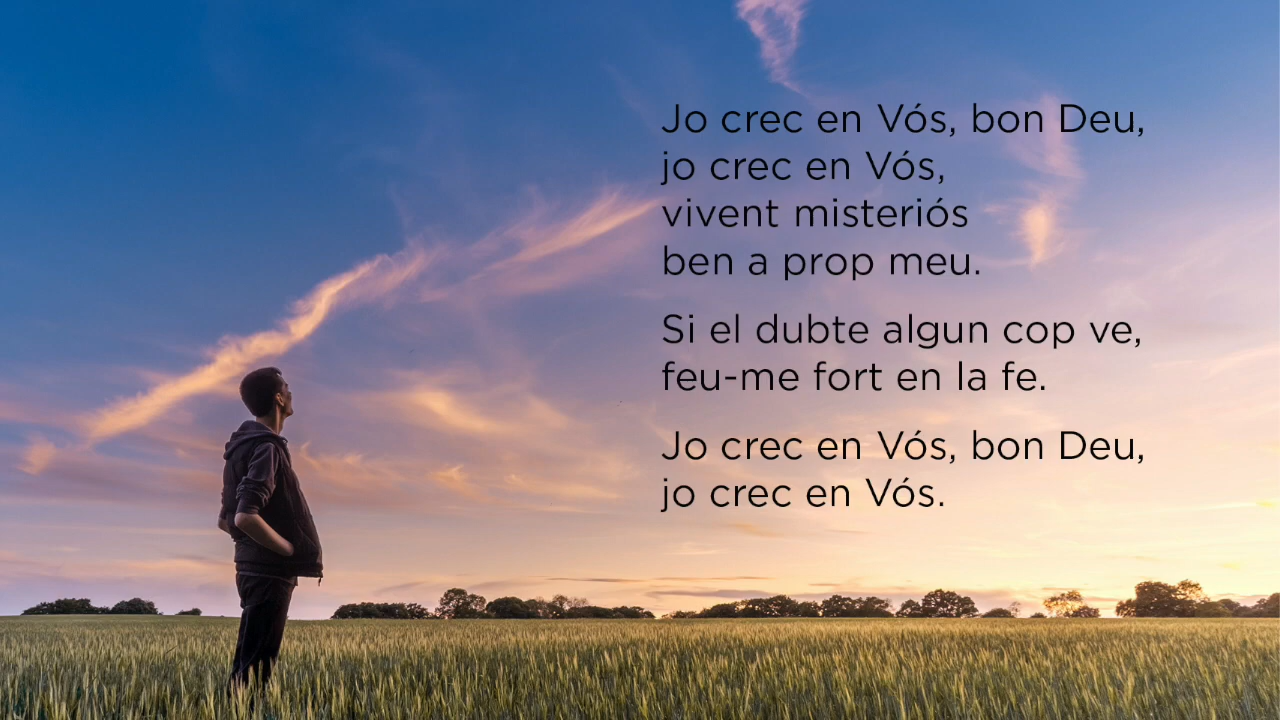 Jo crec en Vós, bon Deu,
jo crec en Vós,
vivent misteriós
ben a prop meu.
Si el dubte algun cop ve,
feu-me fort en la fe.
Jo crec en Vós, bon Deu,
jo crec en Vós.